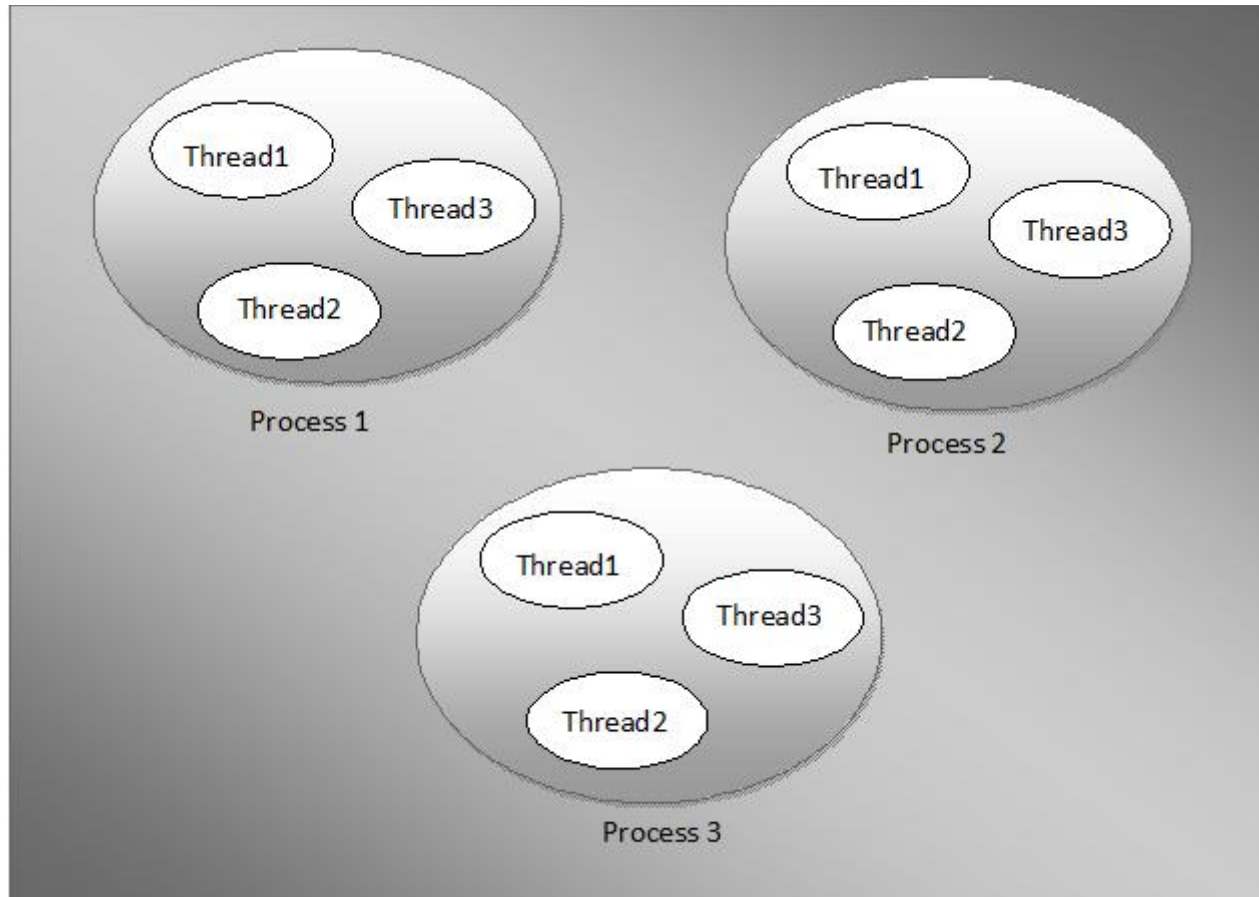 Thread1
Thread3
Thread2
Process 1
Thread1
Thread3
Thread2
Process 2
Thread1
Thread3
Thread2
Process 3